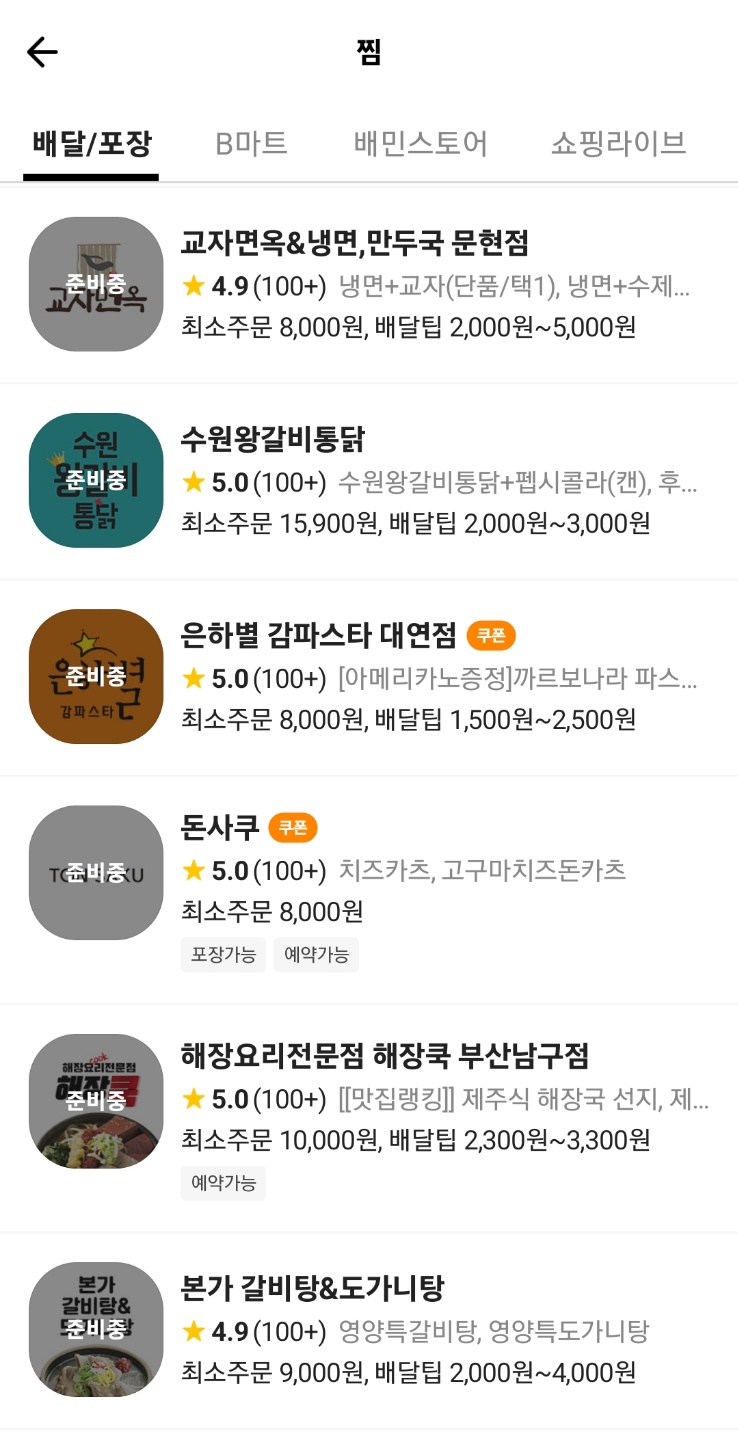 찜
배달/포장 B마트 배민스토어 쇼핑라이브
준비중
교자면옥
교자면옥&냉면,만두국 문현점
4.9(100+) 냉면+교자(단품/택1), 냉면+수제...
최소주문 8,000원, 배달팁 2,000원~5,000원
수원
왕갈비
준비중
통닭
수원왕갈비통닭
5.0(100+) 수원왕갈비통닭+펩시콜라(캔), 후...
최소주문 15,900원, 배달팁 2,000원~3,000원
은하별
준비중
감파스타
은하별 감파스타 대연점 쿠폰
5.0(100+) [아메리카노증정]까르보나라 파스...
최소주문 8,000원, 배달팁 1,500원~2,500원
준비중
돈사쿠 쿠폰
5.0(100+) 치즈카츠, 고구마치즈돈카츠
최소주문 8,000원
포장가능 예약가능
cook
해장요리전문점
해장쿡
준비중
해장요리전문점 해장쿡 부산남구점
5.0(100+) [[맛집랭킹]] 제주식 해장국 선지, 제...
최소주문 10,000원, 배달팁 2,300원~3,300원
예약가능
본가
갈비탕&
준비중
본가 갈비탕&도가니탕
4.9(100+) 영양특갈비탕, 영양특도가니탕
최소주문 9,000원, 배달팁 2,000원~4,000원